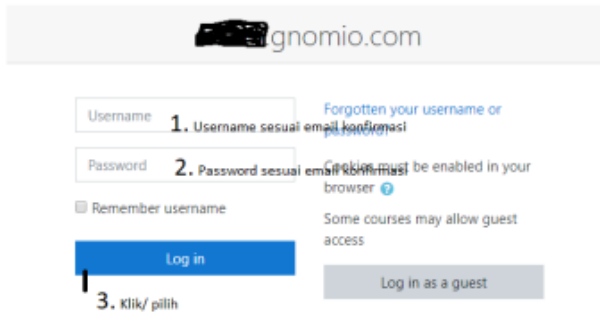 gnomio.com
Username
1. Username sesuai email konfirmasi
Password
2. Password sesuai email konfirmasi
Remember username
Log in
3. Klik/ pilih
Forgotten your username or
password?
Cookies must be enabled in your
browser
Some courses may allow guest
access
Log in as a guest